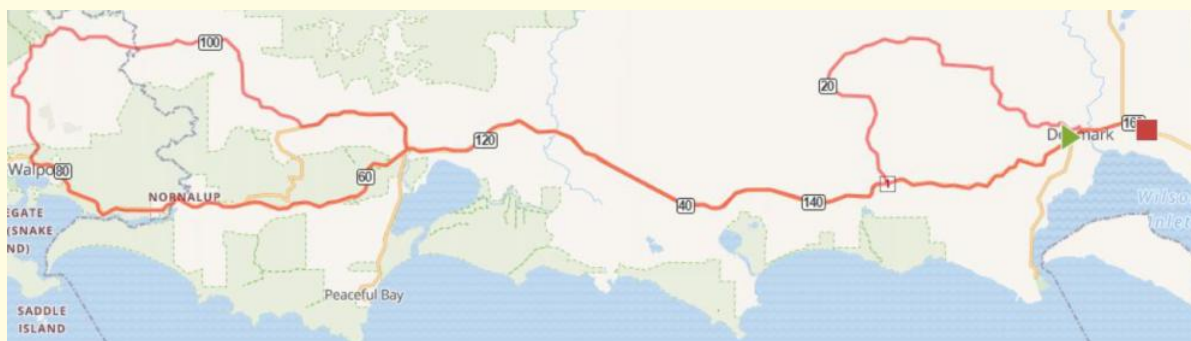 100
20
120
16
Walpo
80
60
NORNALUP
1
40
140
EGATE
(SNAKE
ND)
Peaceful Bay
SADDLE
ISLAND